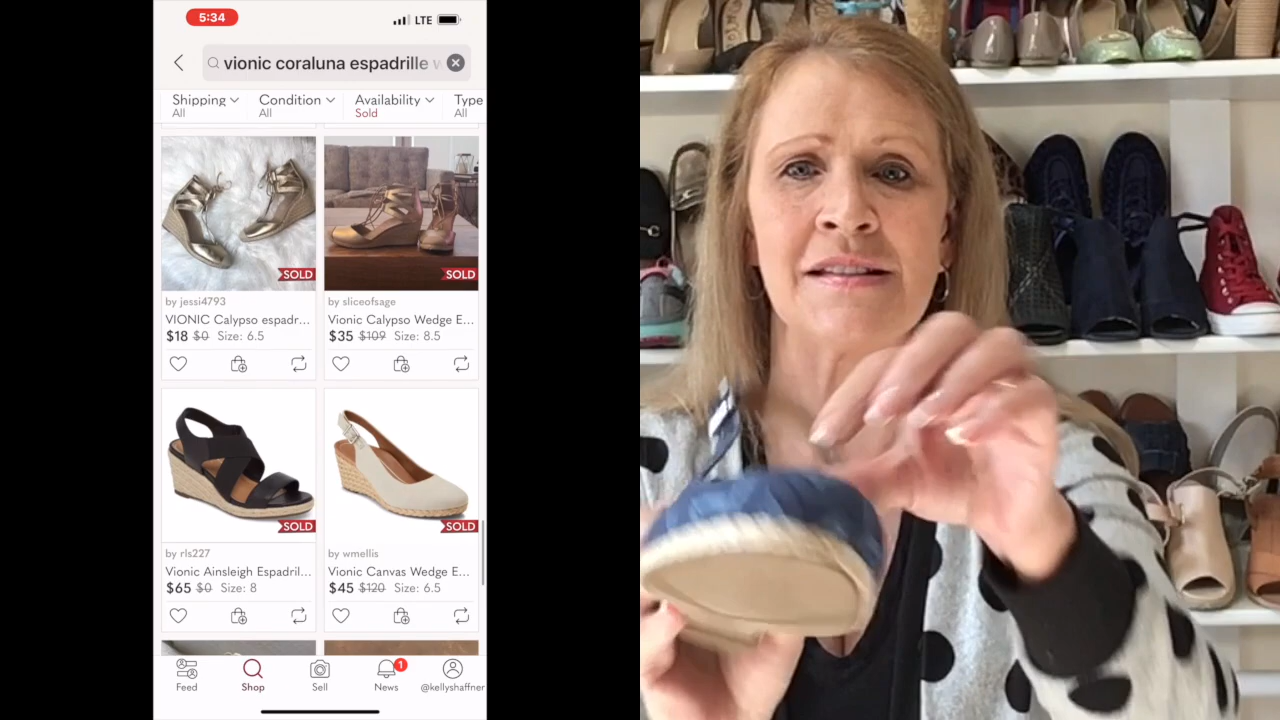 5:34
LTE
vionic coraluna espadrille w
Shipping
All
Condition
All
Availability
Sold
Type
All
SOLD
SOLD
by jessi4793
VIONIC Calypso espadr...
$18 $0 Size: 6.5
by sliceofsage
Vionic Calypso Wedge E...
$35 $109 Size: 8.5
SOLD
SOLD
by rls227
Vionic Ainsleigh Espadril...
$65 $0 Size: 8
by wmellis
Vionic Canvas Wedge E...
$45 $120 Size: 6.5
1
Feed
Shop
Sell
News
@kellyshaffner